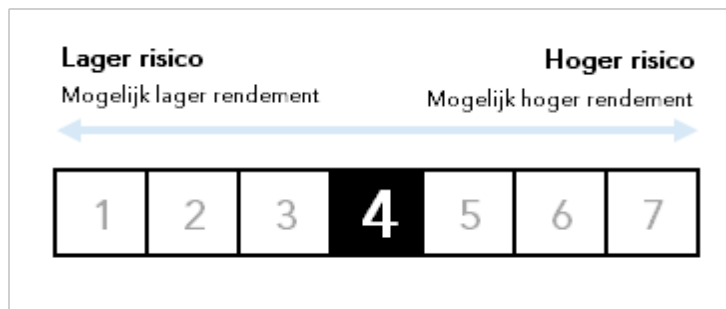 Lager risico Hoger risico
Mogelijk lager rendement Mogelijk hoger rendement
1 2 3 4 5 6 7